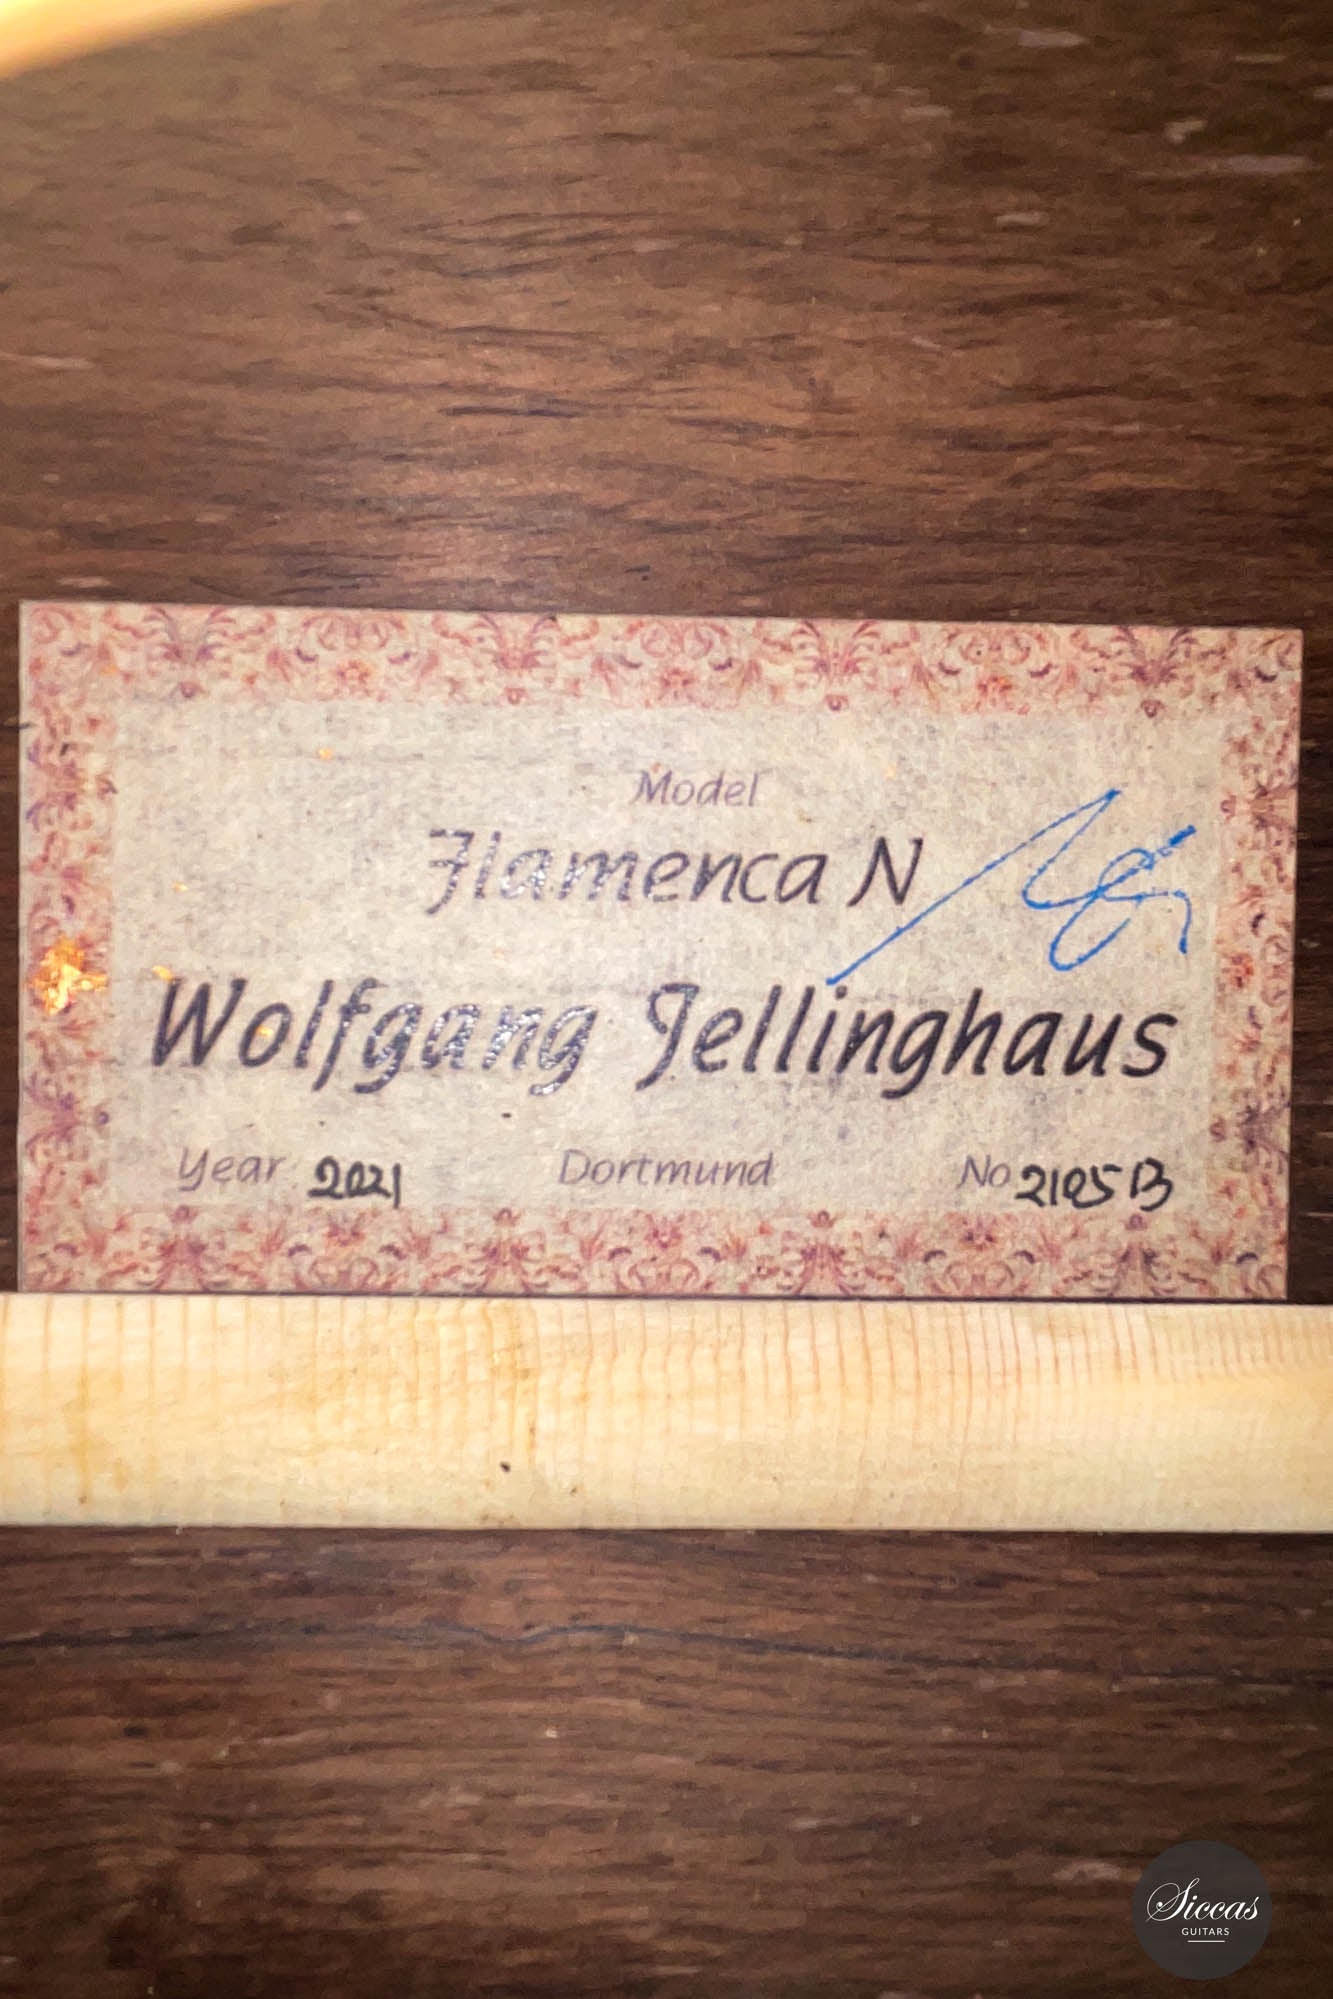 Model
Flamenca N
Wolfgang Jellinghaus
Year 2021 Dortmund No 2105 B
Siccas
GUITARS